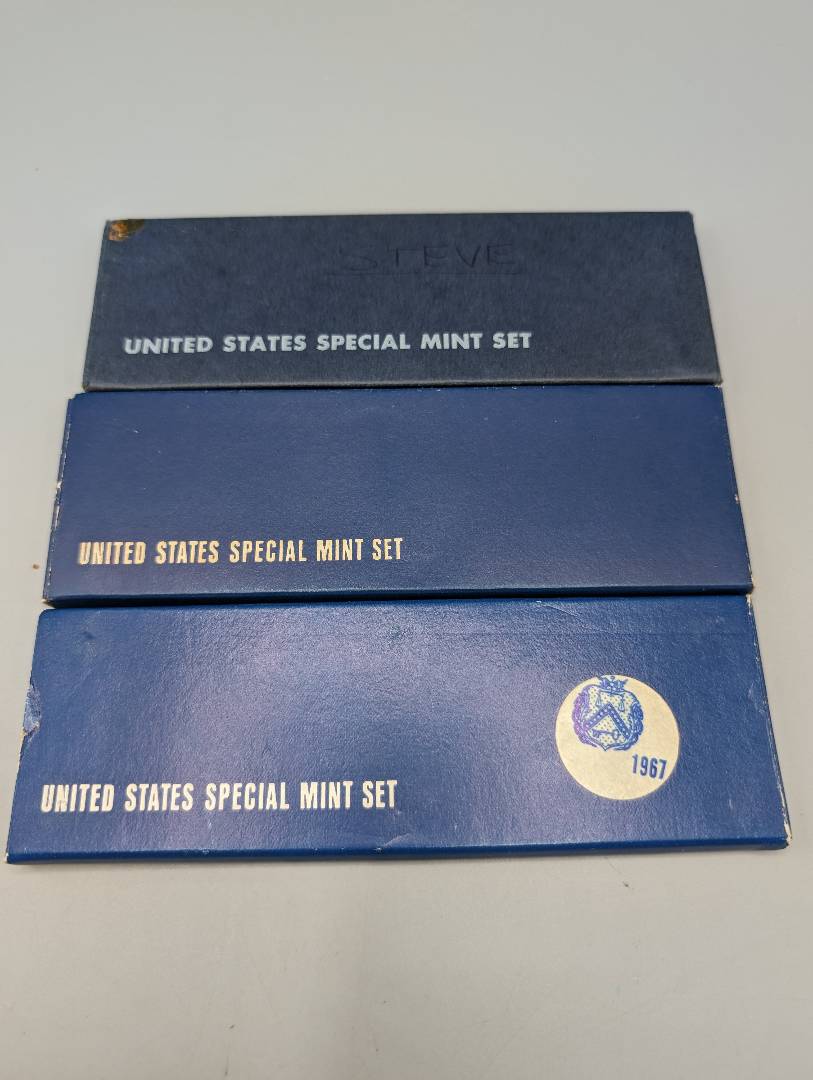 STEVE
UNITED STATES SPECIAL MINT SET
UNITED STATES SPECIAL MINT SET
1967
UNITED STATES SPECIAL MINT SET